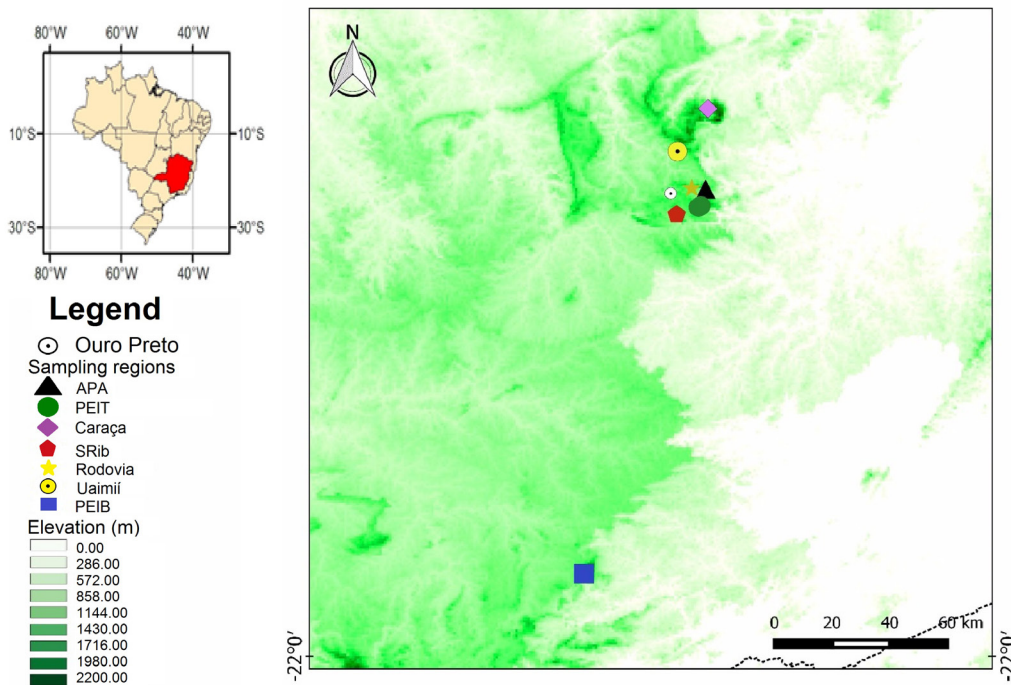 80°W 60°W 40°W
10°S 10°S
30°S 30°S
80°W 60°W 40°W
N
Legend
Ouro Preto
Sampling regions
APA
PEIT
Caraça
SRib
Rodovia
Uaimií
PEIB
Elevation (m)
0.00
286.00
572.00
858.00
1144.00
1430.00
1716.00
1980.00
2200.00
0 20 40 60 km
-22°0′ -22°0′